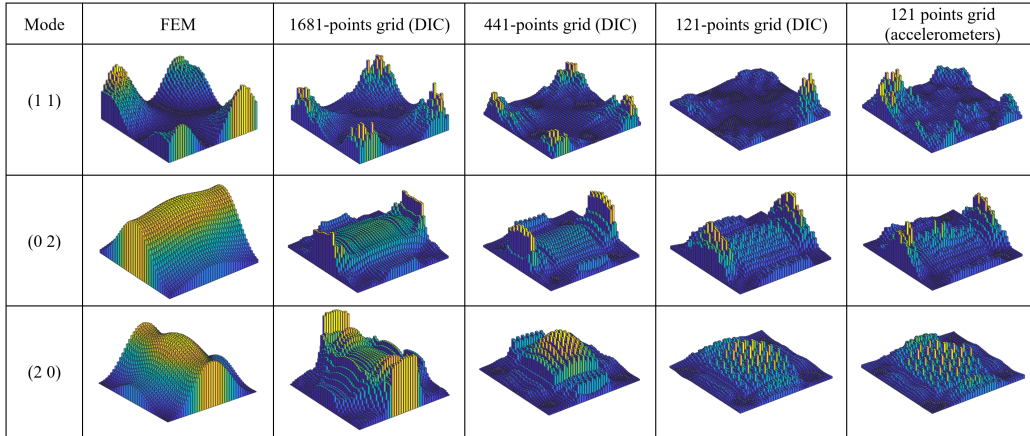 Mode FEM 1681-points grid (DIC) 441-points grid (DIC) 121-points grid (DIC) 121 points grid
(accelerometers)
(1 1)
(0 2)
(2 0)